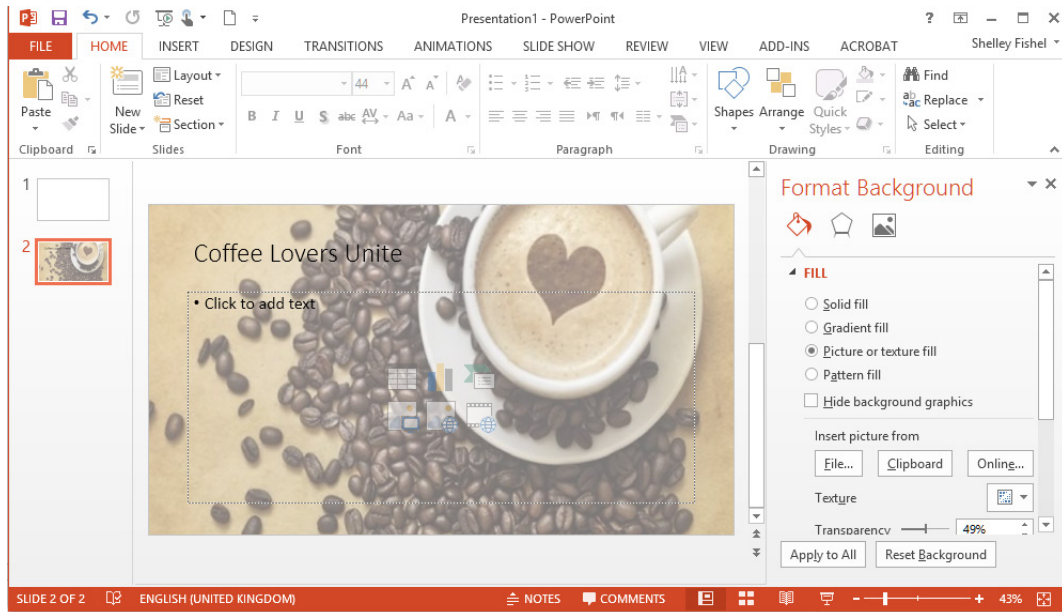 Presentation1 - PowerPoint
FILE HOME INSERT DESIGN TRANSITIONS ANIMATIONS SLIDE SHOW REVIEW VIEW ADD-INS ACROBAT Shelley Fishel
Paste
Clipboard
New
Slide
Layout
Reset
Section
Slides
44 A A
B I U S abc AV Aa A
Font
Paragraph
Shapes Arrange Quick
Styles
Drawing
Find
Replace
Select
Editing
1
2
Coffee Lovers Unite
• Click to add text
Format Background
FILL
Solid fill
Gradient fill
Picture or texture fill
Pattern fill
Hide background graphics
Insert picture from
File... Clipboard Online...
Texture
Transparency 49%
Apply to All Reset Background
SLIDE 2 OF 2 ENGLISH (UNITED KINGDOM) NOTES COMMENTS 43%